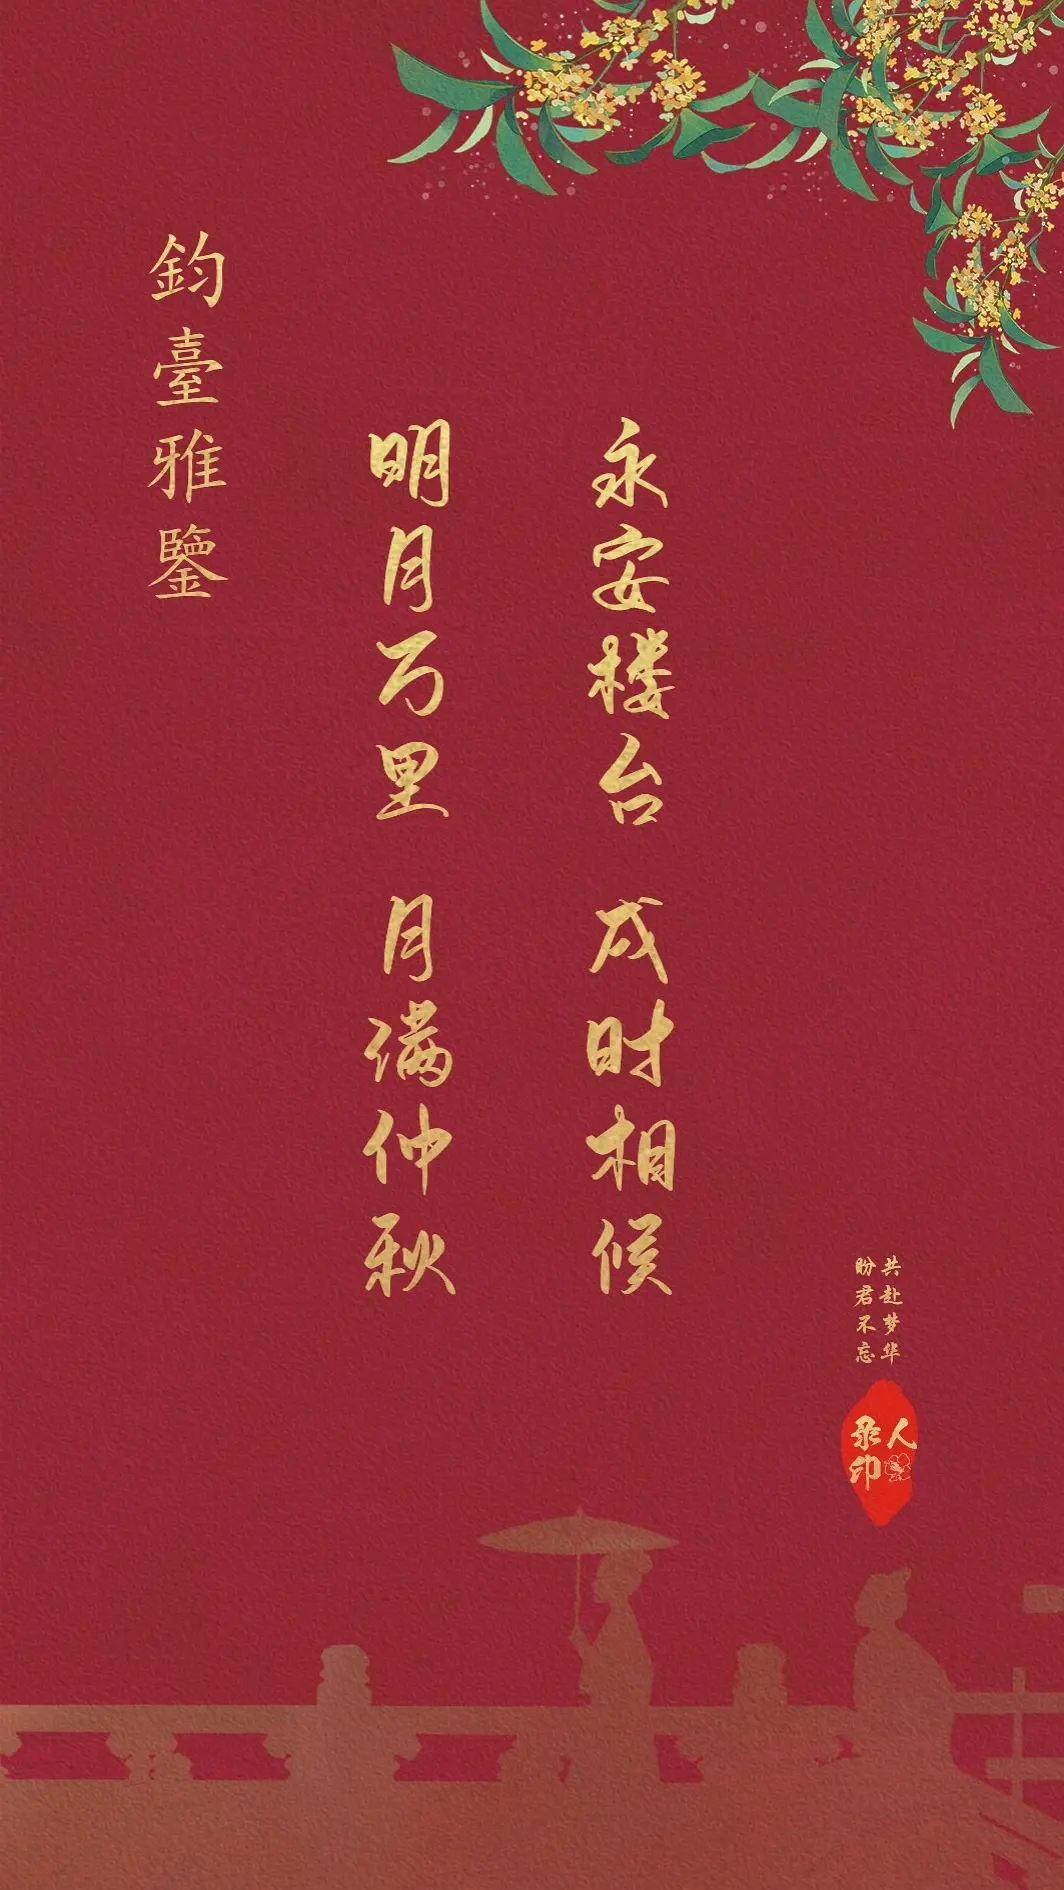 永安楼台 戌时相候
明月万里 月满仲秋
鈞臺雅鑒
共赴梦华
盼君不忘
人
录印